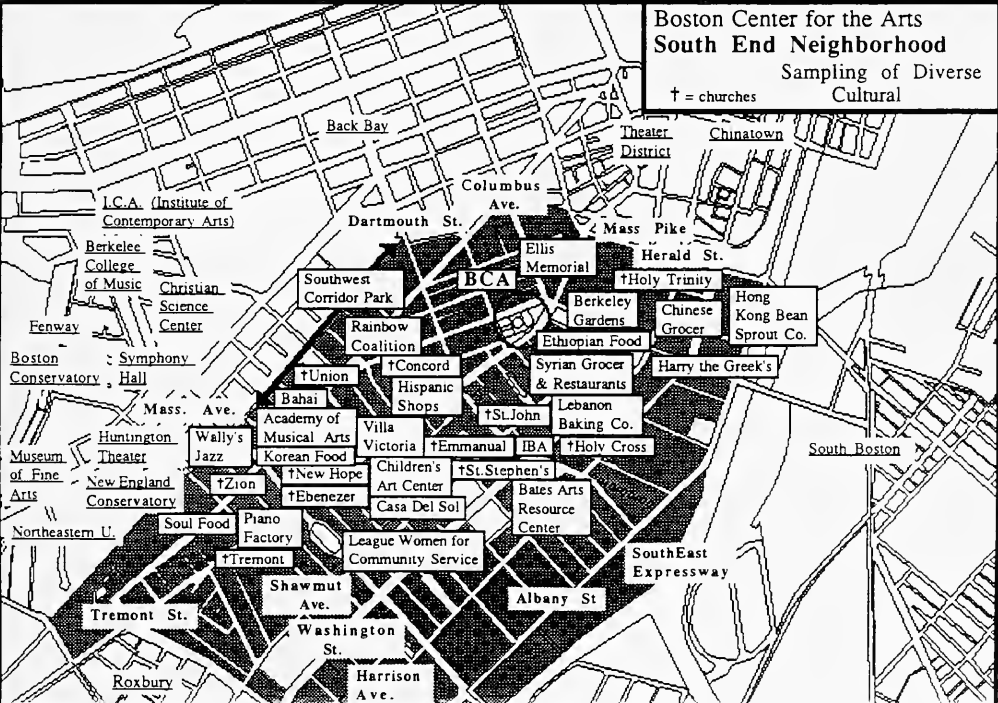 Boston Center for the Arts
South End Neighborhood
Sampling of Diverse
† = churches Cultural
Back Bay
Theater
District
Chinatown
Columbus
Ave.
I.C.A. (Institute of
Contemporary Arts)
Dartmouth St.
Mass Pike
Berkelee
College
of Music
Ellis
Memorial
Herald St.
Southwest
Corridor Park
BCA
†Holy Trinity
Christian
Science
Center
Berkeley
Gardens
Chinese
Grocer
Hong
Kong Bean
Sprout Co.
Fenway
Rainbow
Coalition
Ethiopian Food
Boston
Conservatory
Symphony
Hall
†Union
†Concord
Syrian Grocer
& Restaurants
Harry the Greek's
Hispanic
Shops
Bahai
Mass. Ave.
Academy of
Musical Arts
Villa
Victoria
†St.John
Lebanon
Baking Co.
Wally's
Jazz
Huntington
Theater
†Emmanual
IBA
†Holy Cross
South Boston
Museum
of Fine
Arts
Korean Food
†New Hope
Children's
Art Center
†St.Stephen's
New England
Conservatory
†Zion
†Ebenezer
Casa Del Sol
Bates Arts
Resource
Center
Northeastern U.
Soul Food
Piano
Factory
League Women for
Community Service
†Tremont
SouthEast
Expressway
Shawmut
Ave.
Albany St
Tremont St.
Washington
St.
Roxbury
Harrison
Ave.